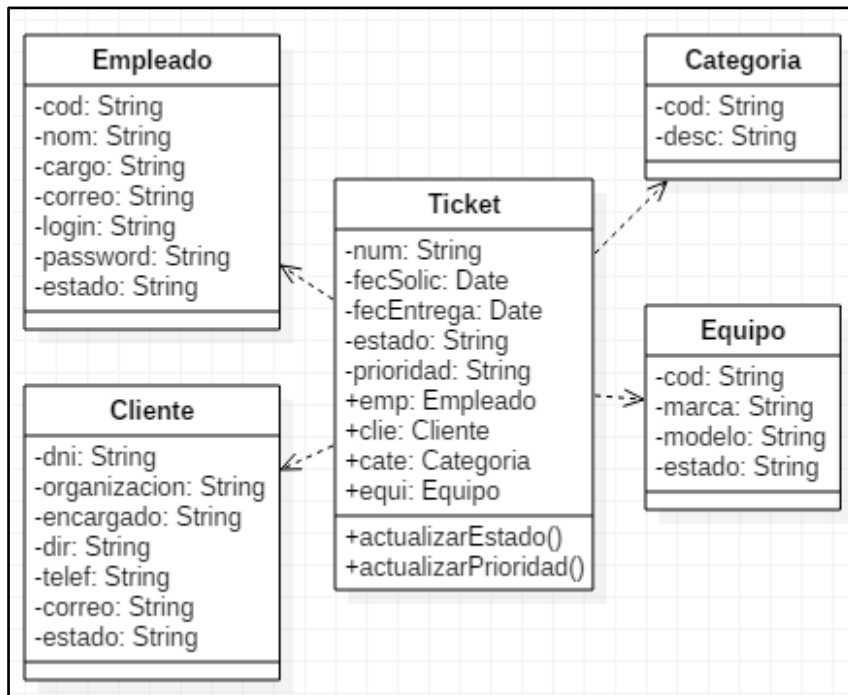 Empleado
-cod: String
-nom: String
-cargo: String
-correo: String
-login: String
-password: String
-estado: String
Cliente
-dni: String
-organizacion: String
-encargado: String
-dir: String
-telef: String
-correo: String
-estado: String
Ticket
-num: String
-fecSolic: Date
-fecEntrega: Date
-estado: String
-prioridad: String
+emp: Empleado
+clie: Cliente
+cate: Categoria
+equi: Equipo
+actualizarEstado()
+actualizarPrioridad()
Categoria
-cod: String
-desc: String
Equipo
-cod: String
-marca: String
-modelo: String
-estado: String